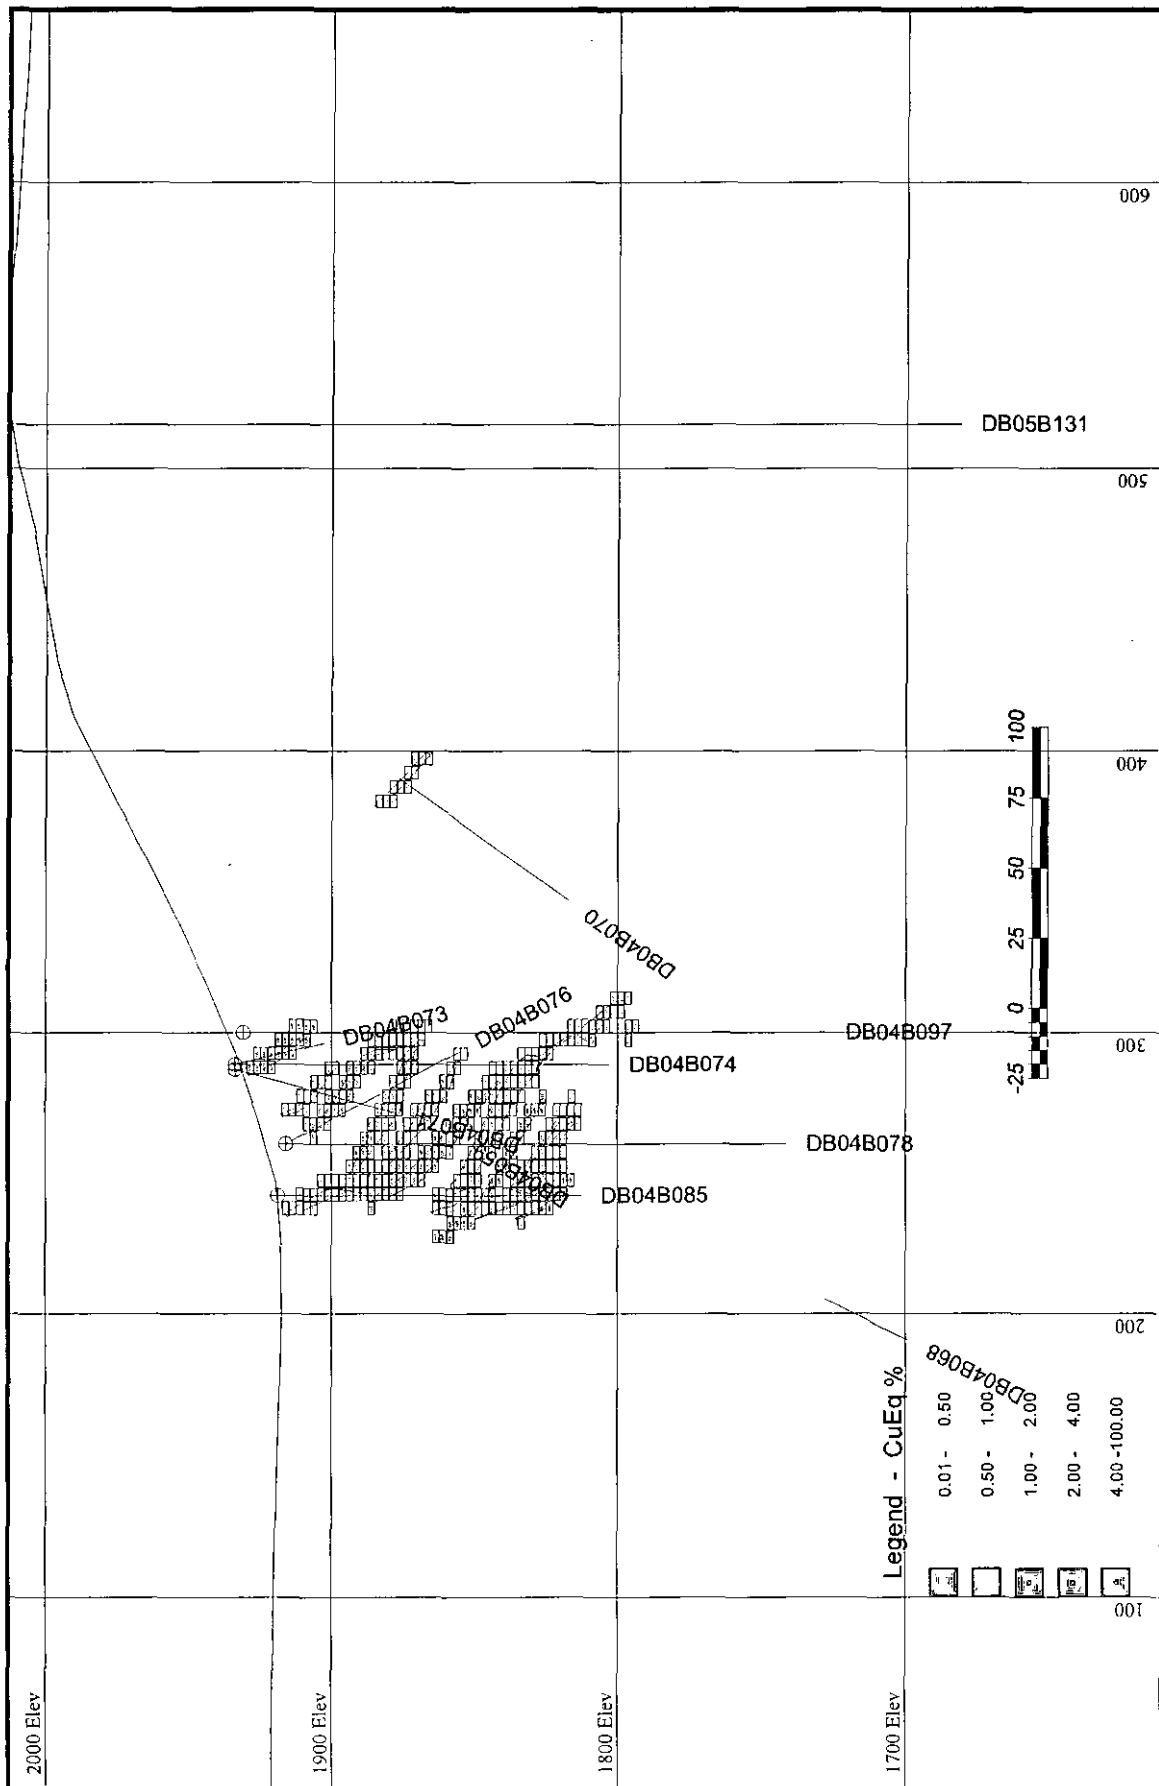 2000 Elev
1900 Elev
1800 Elev
1700 Elev
600
500
400
300
200
100
DB05B131
DB04B070
DB04B073
DB04B076
DB04B097
DB04B074
DB04B078
DB04B071
DB04B059
DB04B085
DB04B068
-25 0 25 50 75 100
Legend - CuEq %
0.01 - 0.50
0.50 - 1.00
1.00 - 2.00
2.00 - 4.00
4.00 -100.00